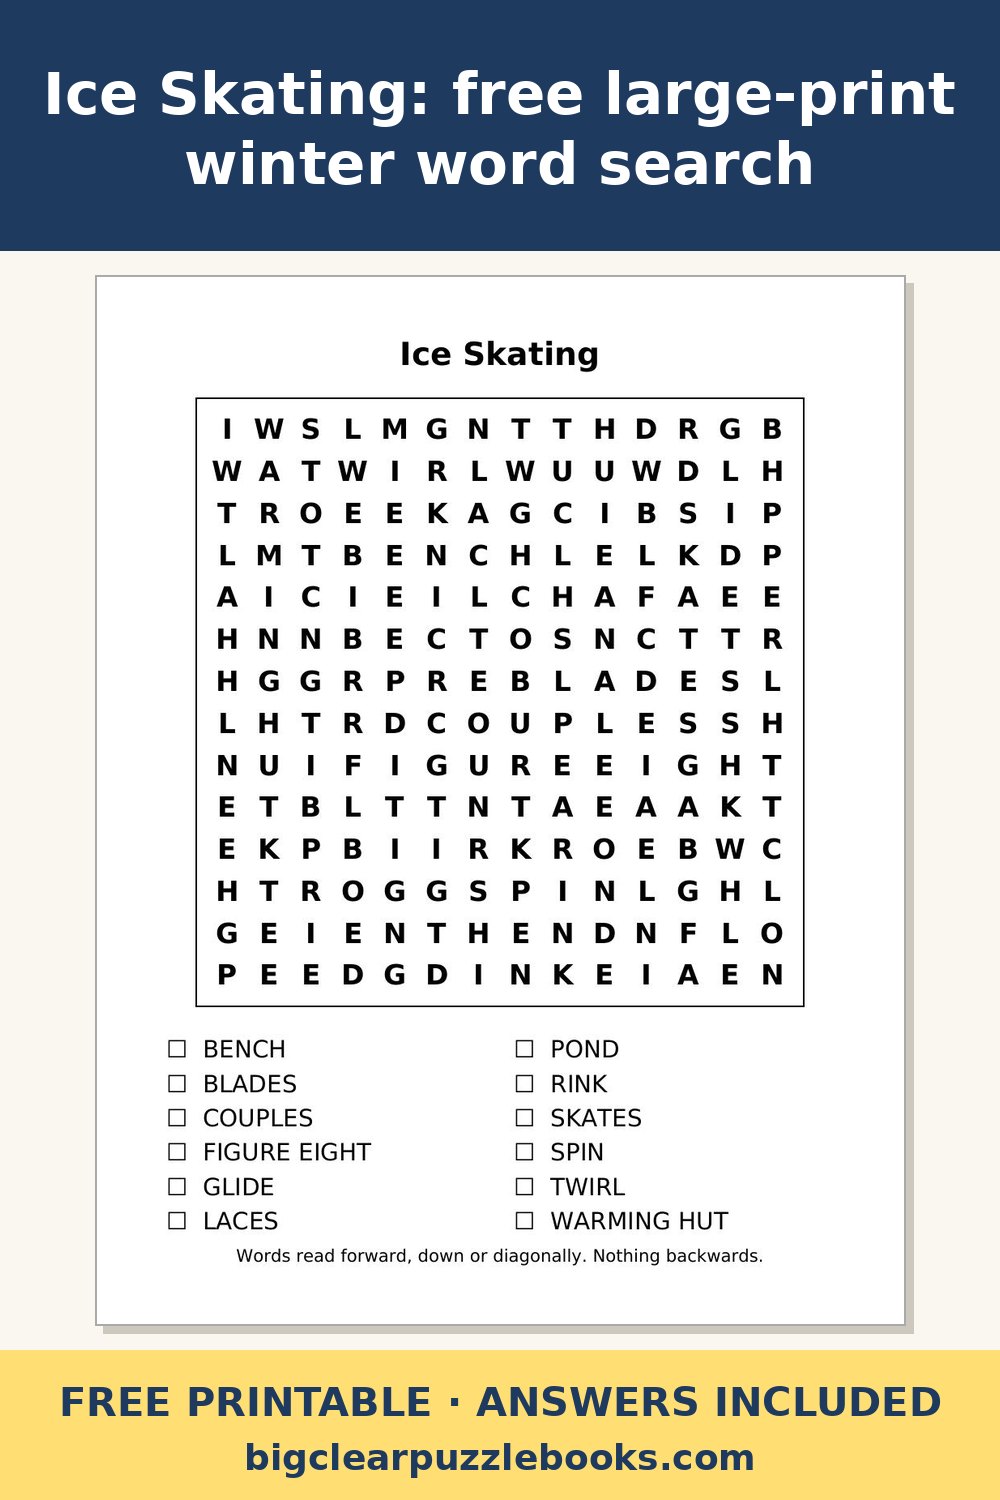 Ice Skating: free large-print
winter word search
Ice Skating
I W S L M G N T T H D R G B
W A T W I R L W U U W D L H
T R O E E K A G C I B S I P
L M T B E N C H L E L K D P
A I C I E I L C H A F A E E
H N N B E C T O S N C T T R
H G G R P R E B L A D E S L
L H T R D C O U P L E S S H
N U I F I G U R E E I G H T
E T B L T T N T A E A A K T
E K P B I I R K R O E B W C
H T R O G G S P I N L G H L
G E I E N T H E N D N F L O
P E E D G D I N K E I A E N
☐ BENCH
☐ BLADES
☐ COUPLES
☐ FIGURE EIGHT
☐ GLIDE
☐ LACES
☐ POND
☐ RINK
☐ SKATES
☐ SPIN
☐ TWIRL
☐ WARMING HUT
Words read forward, down or diagonally. Nothing backwards.
FREE PRINTABLE · ANSWERS INCLUDED
bigclearpuzzlebooks.com